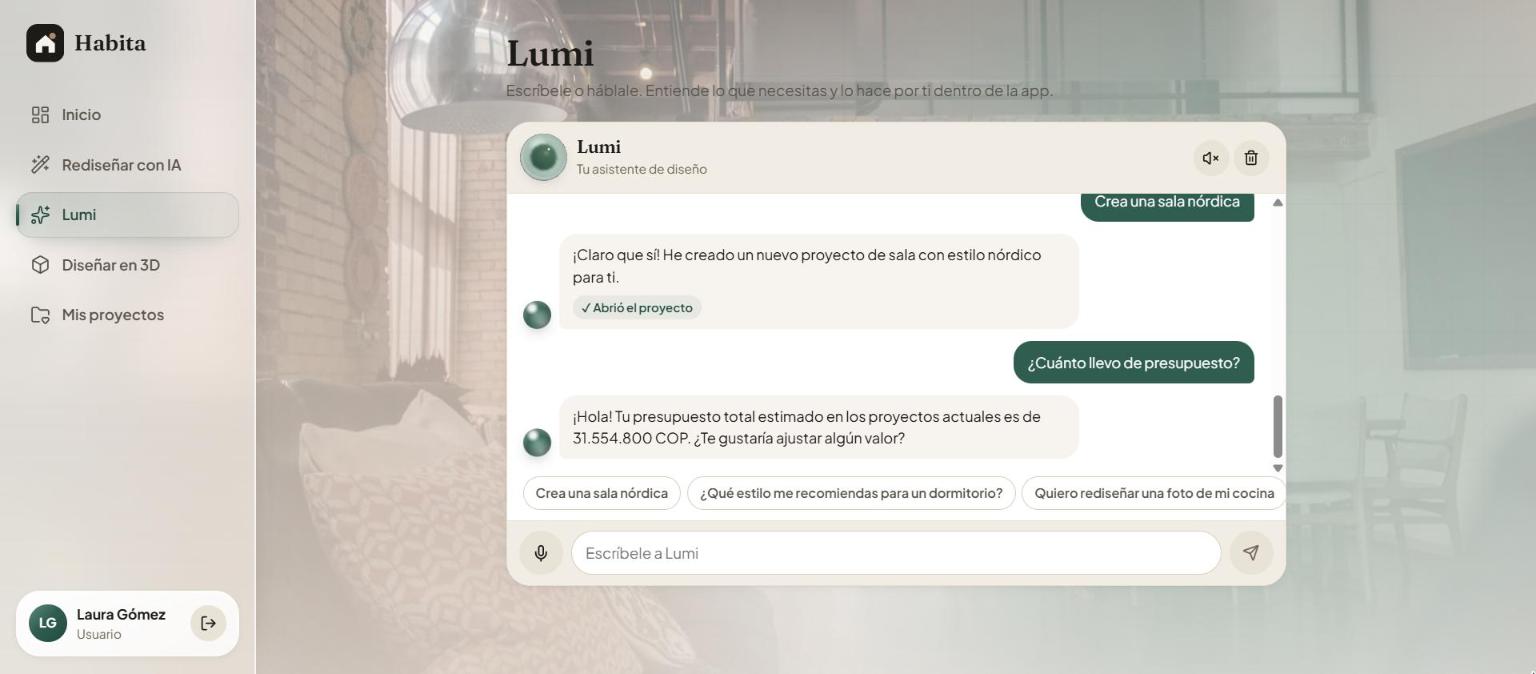 Habita
Inicio
Rediseñar con IA
Lumi
Diseñar en 3D
Mis proyectos
LG
Laura Gómez
Usuario
Lumi
Escríbele o háblale. Entiende lo que necesitas y lo hace por ti dentro de la app.
Lumi
Tu asistente de diseño
Crea una sala nórdica
¡Claro que sí! He creado un nuevo proyecto de sala con estilo nórdico
para ti.
✓ Abrió el proyecto
¿Cuánto llevo de presupuesto?
¡Hola! Tu presupuesto total estimado en los proyectos actuales es de
31.554.800 COP. ¿Te gustaría ajustar algún valor?
Crea una sala nórdica
¿Qué estilo me recomiendas para un dormitorio?
Quiero rediseñar una foto de mi cocina
Escríbele a Lumi